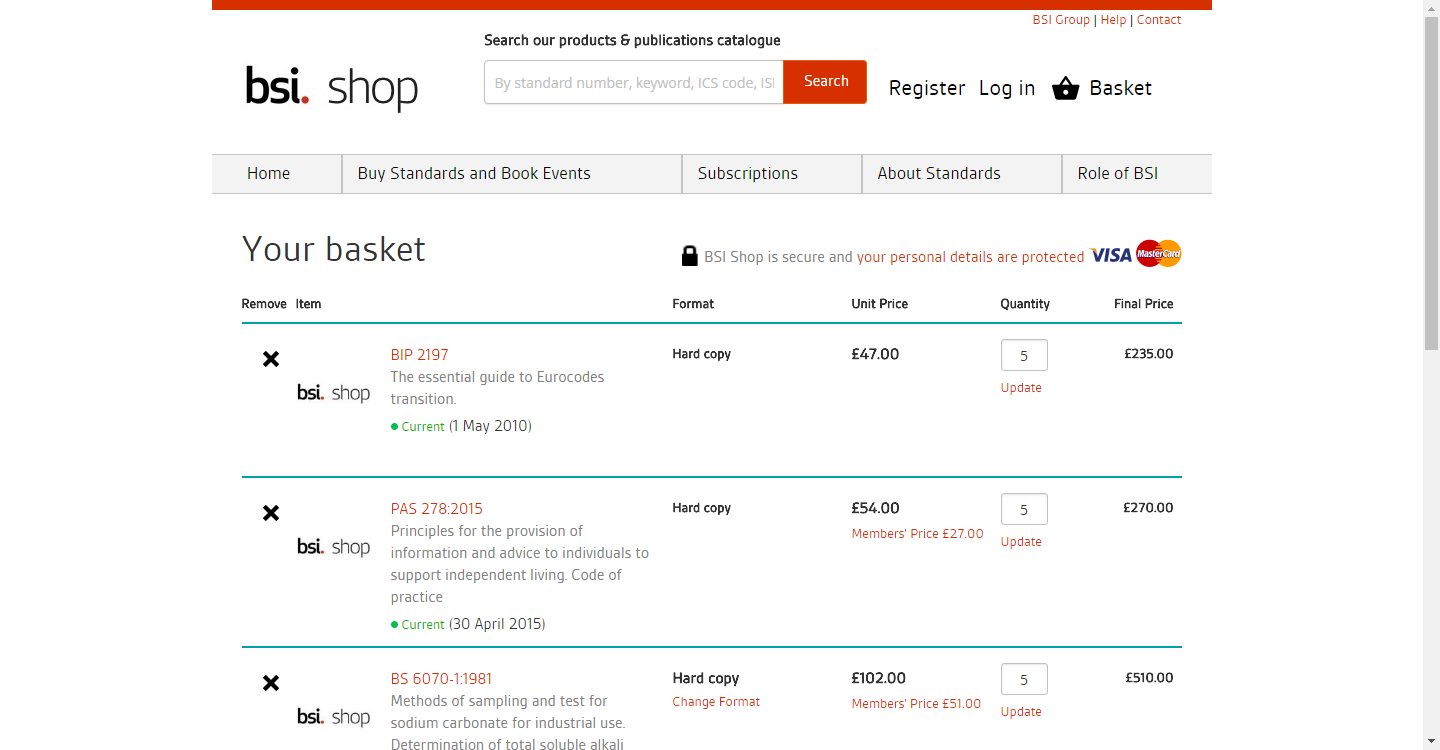 BSI Group | Help | Contact
Search our products & publications catalogue
bsi. shop
By standard number, keyword, ICS code, ISI
Search
Register
Log in
Basket
Home
Buy Standards and Book Events
Subscriptions
About Standards
Role of BSI
Your basket
BSI Shop is secure and your personal details are protected
VISA
MasterCard
Remove Item Format Unit Price Quantity Final Price
BIP 2197 Hard copy £47.00 5 £235.00
The essential guide to Eurocodes
transition.
Update
bsi. shop
Current (1 May 2010)
PAS 278:2015 Hard copy £54.00 5 £270.00
Principles for the provision of
Members' Price £27.00
Update
bsi. shop
information and advice to individuals to
support independent living. Code of
practice
Current (30 April 2015)
BS 6070-1:1981 Hard copy £102.00 5 £510.00
Methods of sampling and test for
Change Format
Members' Price £51.00
Update
bsi. shop
sodium carbonate for industrial use.
Determination of total soluble alkali